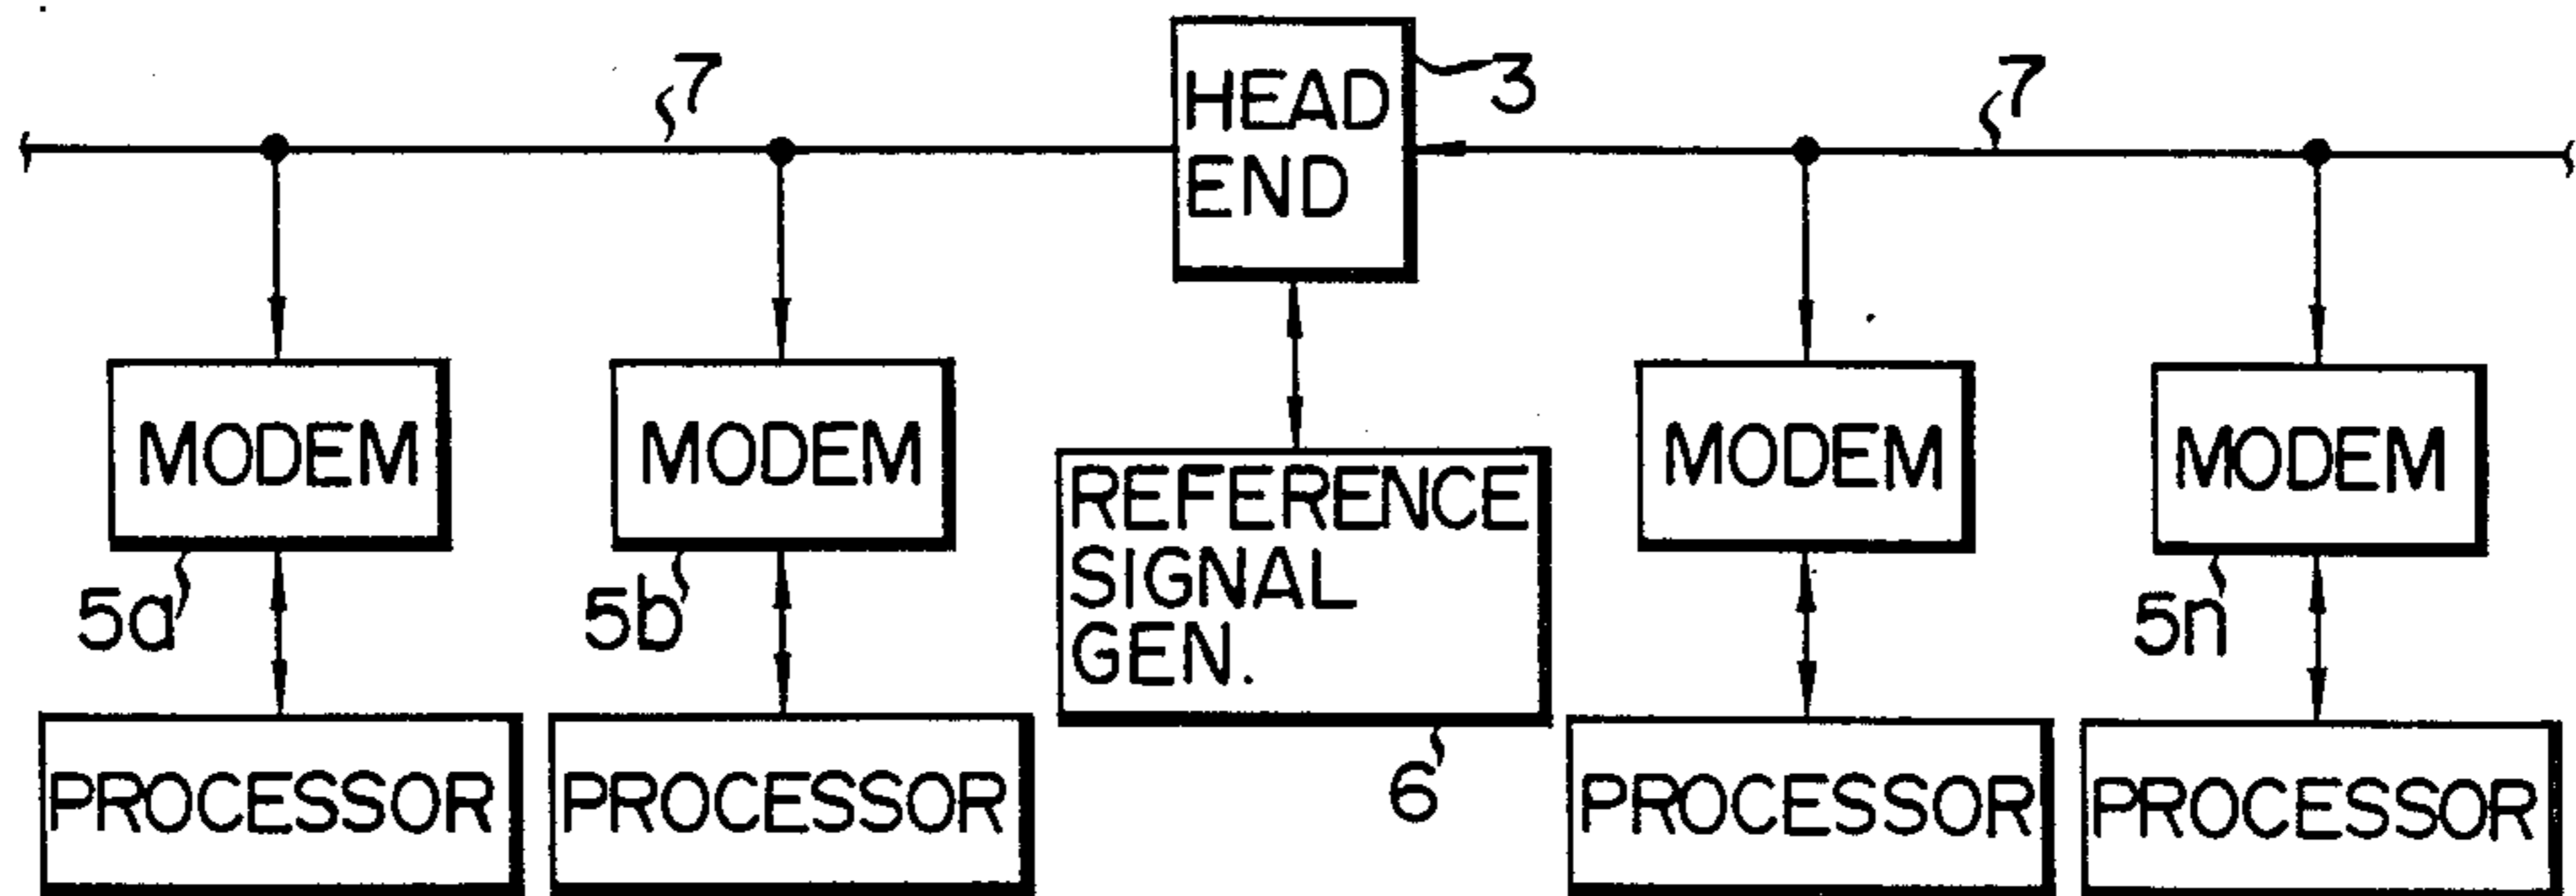 7
HEAD
END
3
7
MODEM
MODEM
MODEM
MODEM
REFERENCE
SIGNAL
GEN.
5a
5b
5n
6
PROCESSOR
PROCESSOR
PROCESSOR
PROCESSOR